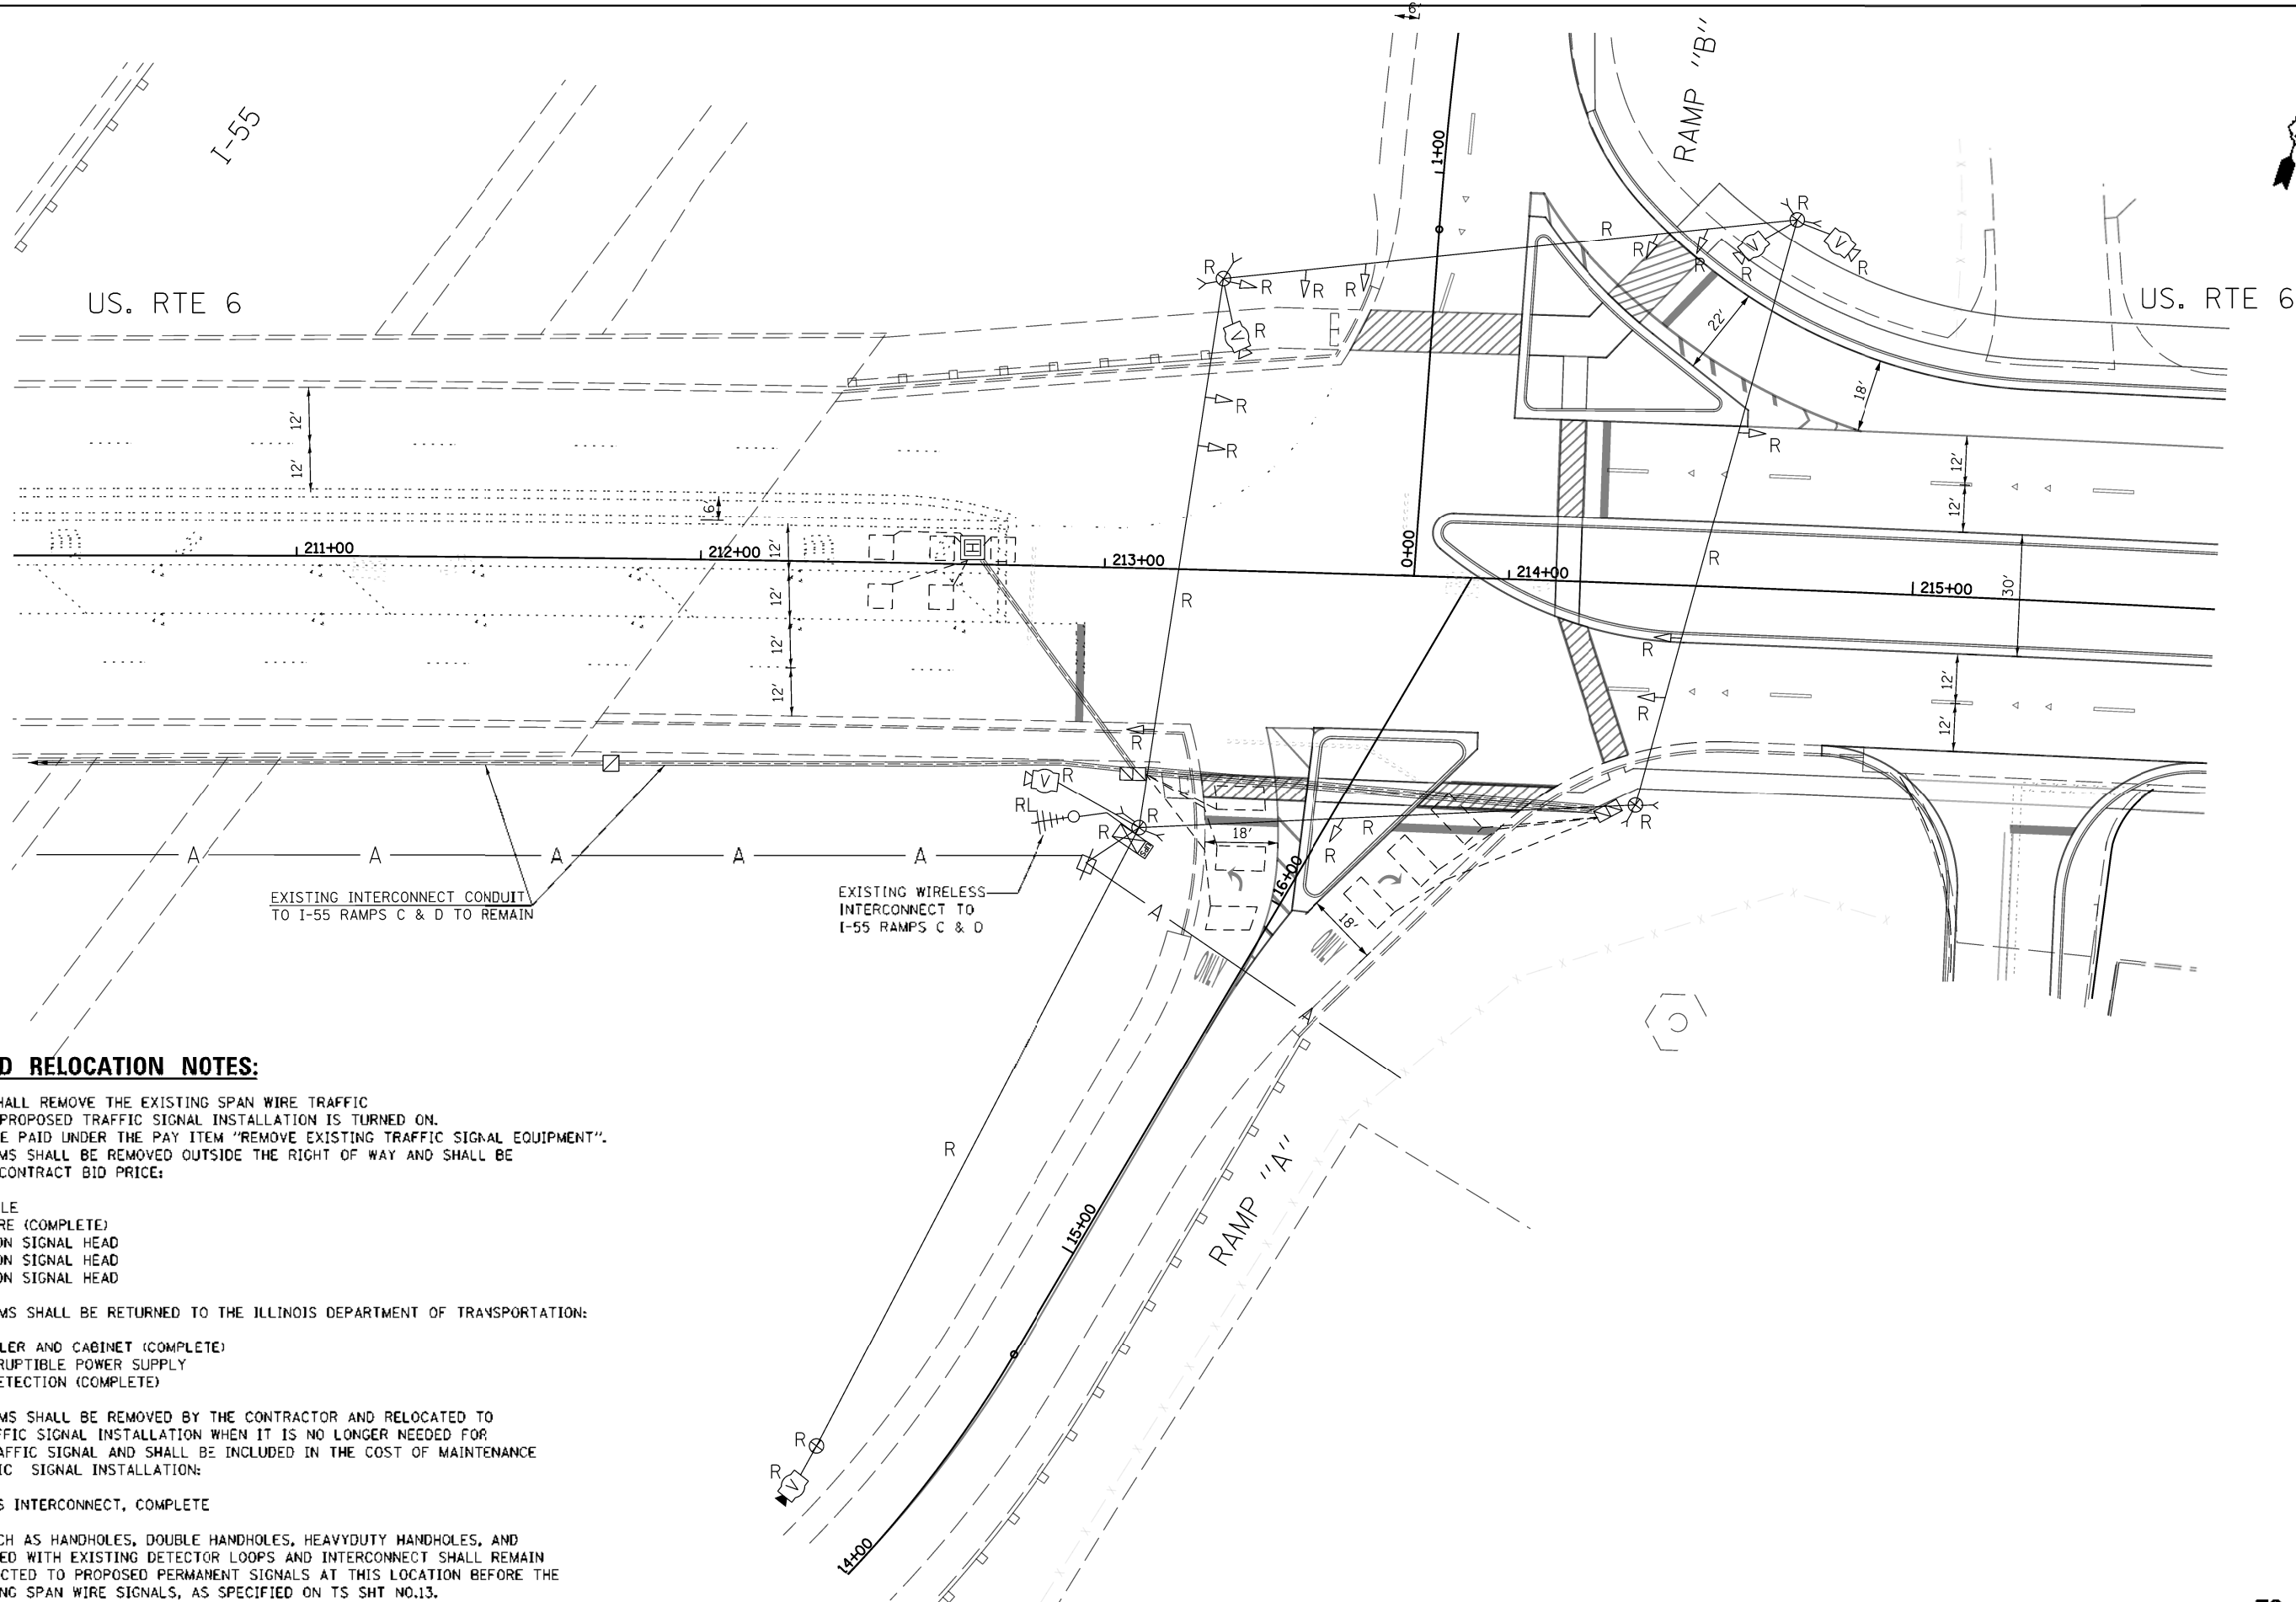 6'
I-55
RAMP "B"
1+00
US. RTE 6
US. RTE 6
R
R
R
R
R
R
R
R
R
R
V
V
V
22'
18'
12'
12'
R
R
R
12'
12'
6'
211+00
212+00
213+00
0+00
214+00
215+00
H
12'
12'
12'
12'
30'
R
R
R
R
12'
12'
R
V
R
RL
R
R
R
R
R
18'
16+00
18'
ONLY
ONLY
A
A
A
A
A
A
A
EXISTING INTERCONNECT CONDUIT
TO I-55 RAMPS C & D TO REMAIN
EXISTING WIRELESS
INTERCONNECT TO
I-55 RAMPS C & D
R
15+00
RAMP "A"
R
R
V
14+00
D RELOCATION NOTES:
HALL REMOVE THE EXISTING SPAN WIRE TRAFFIC
PROPOSED TRAFFIC SIGNAL INSTALLATION IS TURNED ON.
E PAID UNDER THE PAY ITEM "REMOVE EXISTING TRAFFIC SIGNAL EQUIPMENT".
MS SHALL BE REMOVED OUTSIDE THE RIGHT OF WAY AND SHALL BE
CONTRACT BID PRICE:
LE
RE (COMPLETE)
ON SIGNAL HEAD
ON SIGNAL HEAD
ON SIGNAL HEAD
MS SHALL BE RETURNED TO THE ILLINOIS DEPARTMENT OF TRANSPORTATION:
LER AND CABINET (COMPLETE)
RUPTIBLE POWER SUPPLY
ETECTION (COMPLETE)
MS SHALL BE REMOVED BY THE CONTRACTOR AND RELOCATED TO
FFIC SIGNAL INSTALLATION WHEN IT IS NO LONGER NEEDED FOR
AFFIC SIGNAL AND SHALL BE INCLUDED IN THE COST OF MAINTENANCE
IC SIGNAL INSTALLATION:
S INTERCONNECT, COMPLETE
CH AS HANDHOLES, DOUBLE HANDHOLES, HEAVYDUTY HANDHOLES, AND
ED WITH EXISTING DETECTOR LOOPS AND INTERCONNECT SHALL REMAIN
CTED TO PROPOSED PERMANENT SIGNALS AT THIS LOCATION BEFORE THE
NG SPAN WIRE SIGNALS, AS SPECIFIED ON TS SHT NO.13.